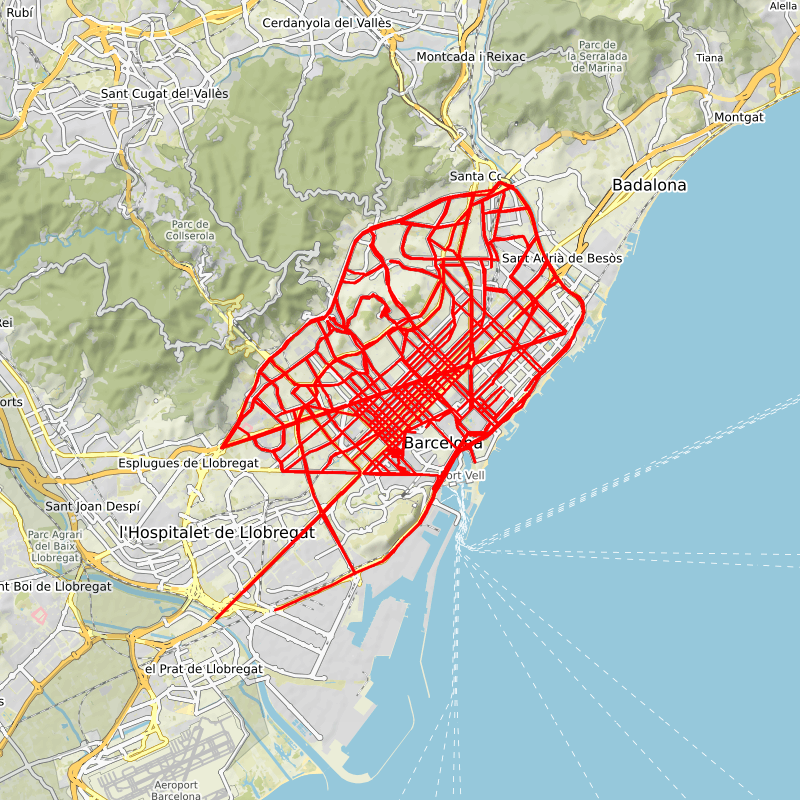 Rubí
Cerdanyola del Vallès
Alella
Montcada i Reixac
Parc de
la Serralada
de Marina
Tiana
Sant Cugat del Vallès
Montgat
Santa Co
Badalona
Parc de
Collserola
Sant Adrià de Besòs
Rei
orts
Barcelona
Esplugues de Llobregat
Port Vell
Sant Joan Despí
l'Hospitalet de Llobregat
Parc Agrari
del Baix
Llobregat
nt Boi de Llobregat
el Prat de Llobregat
s
Aeroport
Barcelona